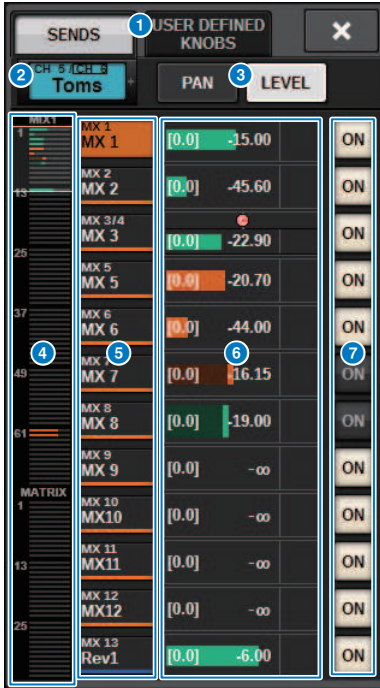 SENDS
1
USER DEFINED
KNOBS
×
2
CH 5 / CH 6
Toms
PAN
3
LEVEL
MIX1
1
13
25
37
4
49
61
MATRIX
1
13
25
5
6
7
MX 1
MX 1
[0.0] -15.00
ON
MX 2
MX 2
[0.0] -45.60
ON
MX 3/4
MX 3
[0.0] -22.90
ON
MX 5
MX 5
[0.0] -20.70
ON
MX 6
MX 6
[0.0] -44.00
ON
MX 7
[0.0] -16.15
ON
MX 8
MX 8
[0.0] -19.00
ON
MX 9
MX 9
[0.0] -∞
ON
MX 10
MX10
[0.0] -∞
ON
MX 11
MX11
[0.0] -∞
ON
MX 12
MX12
[0.0] -∞
ON
MX 13
Rev1
[0.0] -6.00
ON